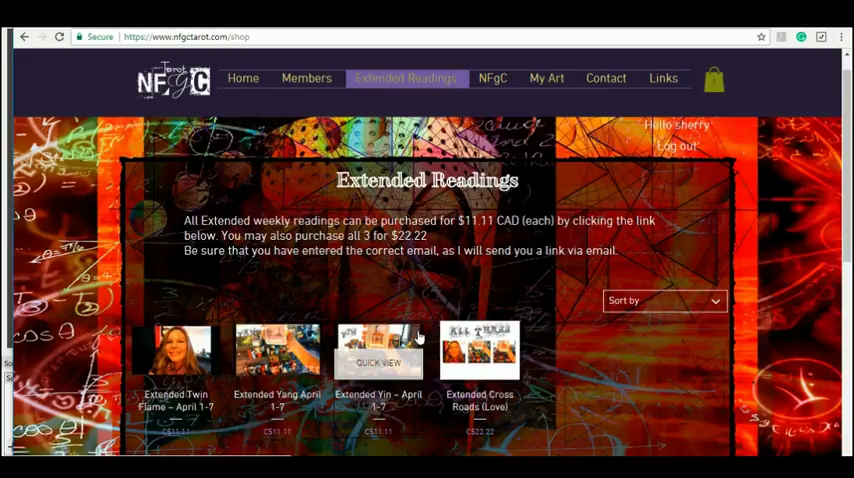 Secure https://www.nfgctarot.com/shop
Tarot
NFgC
Home Members Extended Readings NFgC My Art Contact Links
Hello sherry
Log out
Extended Readings
All Extended weekly readings can be purchased for $11.11 CAD (each) by clicking the link
below. You may also purchase all 3 for $22.22
Be sure that you have entered the correct email, as I will send you a link via email.
Sort by
ALL THREE
QUICK VIEW
Extended Twin
Flame – April 1-7
C$11.11
Extended Yang April
1-7
C$11.11
Extended Yin – April
1-7
C$11.11
Extended Cross
Roads (Love)
C$22.22